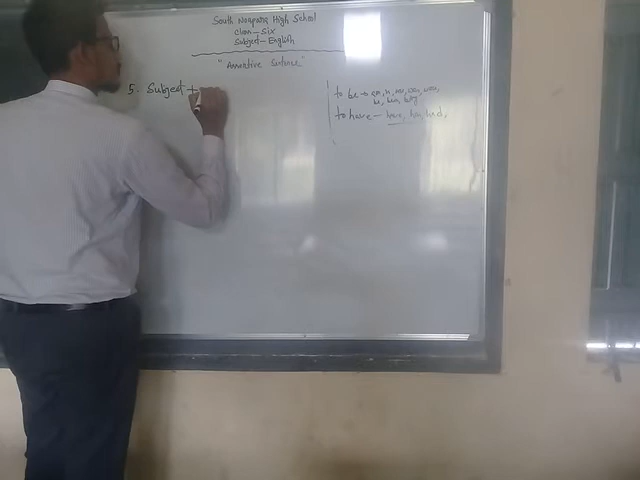 South Noapara High School
Class - Six
Subject - English
"Assertive Sentence"
5. Subject +
to be → am, is, are, was, were,
be, been, being
to have - have, has, had,